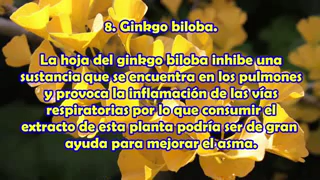 8. Ginkgo biloba.
La hoja del ginkgo biloba inhibe una
sustancia que se encuentra en los pulmones
y provoca la inflamación de las vías
respiratorias por lo que consumir el
extracto de esta planta podría ser de gran
ayuda para mejorar el asma.